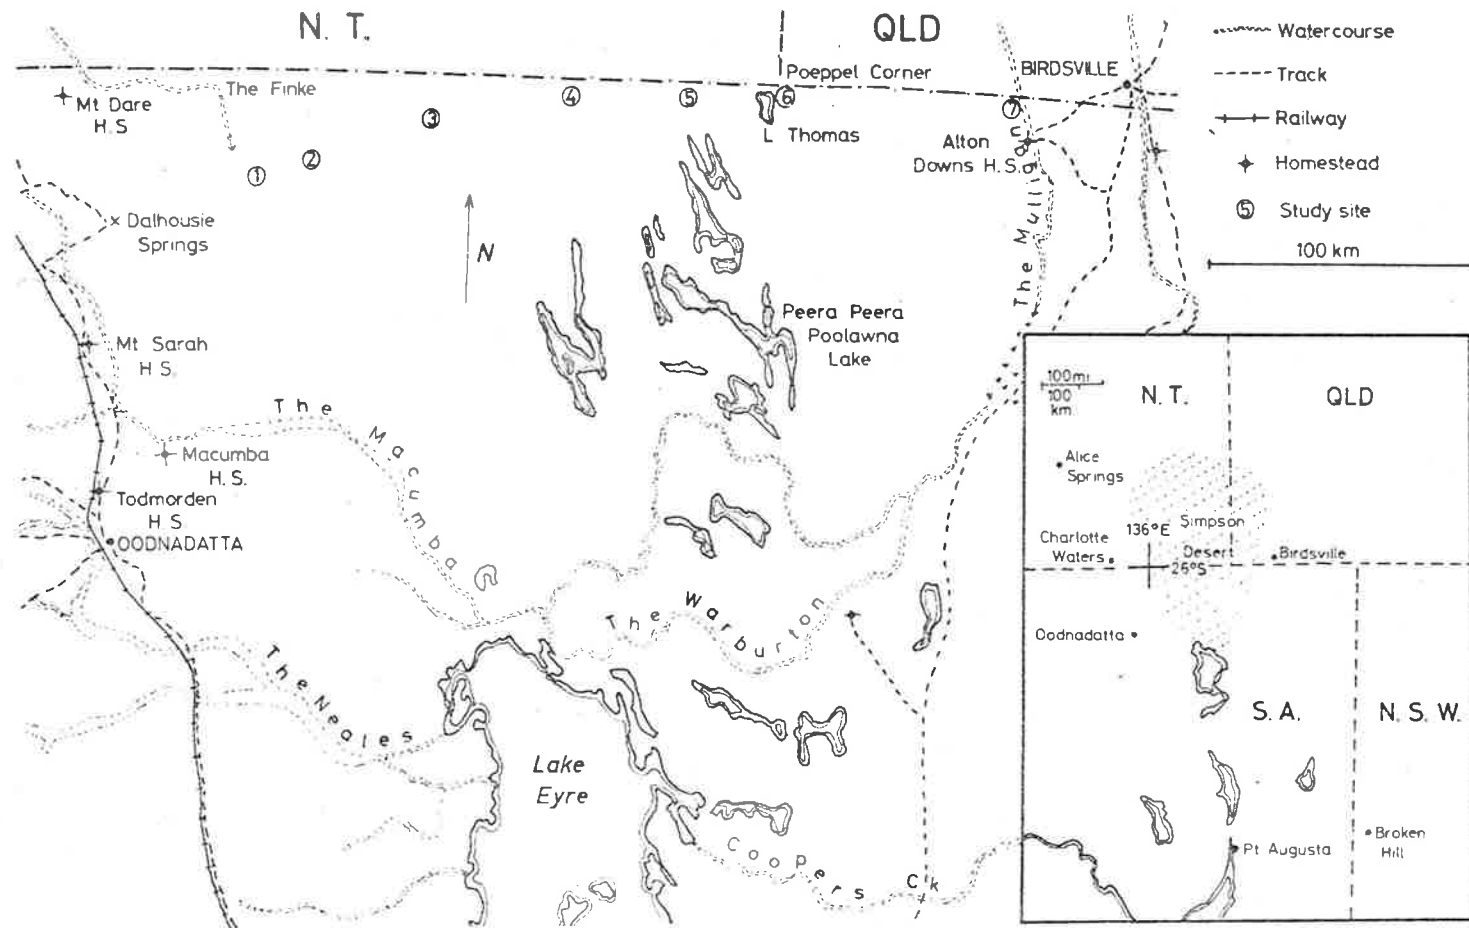 N. T.
QLD
Poeppel Corner
BIRDSVILLE
Watercourse
Track
Railway
Homestead
5 Study site
100 km
The Finke
Mt Dare
H.S
1
2
3
4
5
6
7
L Thomas
Alton
Downs H.S.
The Mulligan
Dalhousie
Springs
N
Peera Peera
Poolawna
Lake
Mt Sarah
H S.
The Macumba
Macumba
H.S.
Todmorden
H S
OODNADATTA
The Warburton
The Neales
Lake
Eyre
Coopers Ck
100mi
100
km
N.T.
QLD
Alice
Springs
136°E
Simpson
Desert
Charlotte
Waters
26°S
Birdsville
Oodnadatta
S.A.
N.S.W.
Pt Augusta
Broken
Hill